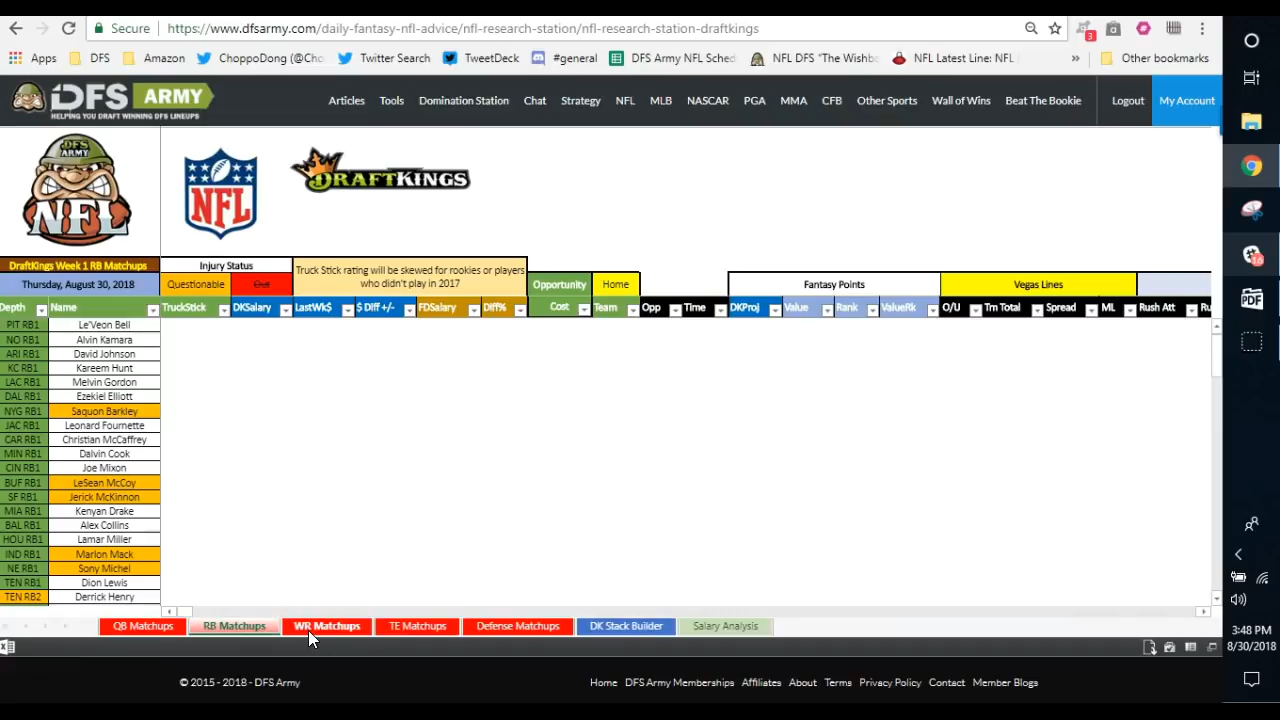 Secure https://www.dfsarmy.com/daily-fantasy-nfl-advice/nfl-research-station/nfl-research-station-draftkings
3
Apps DFS Amazon ChoppoDong (@Cho Twitter Search TweetDeck #general DFS Army NFL Sched NFL DFS "The Wishb NFL Latest Line: NFL » Other bookmarks
DFS ARMY
HELPING YOU DRAFT WINNING DFS LINEUPS
Articles Tools Domination Station Chat Strategy NFL MLB NASCAR PGA MMA CFB Other Sports Wall of Wins Beat The Bookie Logout My Account
DFS ARMY
NFL
NFL
DRAFTKINGS
DraftKings Week 1 RB Matchups Injury Status Truck Stick rating will be skewed for rookies or players
Thursday, August 30, 2018 Questionable Out who didn't play in 2017 Opportunity Home Fantasy Points Vegas Lines
Depth Name TruckStick DKSalary LastWk$ $ Diff +/- FDSalary Diff% Cost Team Opp Time DKProj Value Rank ValueRk O/U Tm Total Spread ML Rush Att Ru
PIT RB1 Le'Veon Bell
NO RB1 Alvin Kamara
ARI RB1 David Johnson
KC RB1 Kareem Hunt
LAC RB1 Melvin Gordon
DAL RB1 Ezekiel Elliott
NYG RB1 Saquon Barkley
JAC RB1 Leonard Fournette
CAR RB1 Christian McCaffrey
MIN RB1 Dalvin Cook
CIN RB1 Joe Mixon
BUF RB1 LeSean McCoy
SF RB1 Jerick McKinnon
MIA RB1 Kenyan Drake
BAL RB1 Alex Collins
HOU RB1 Lamar Miller
IND RB1 Marlon Mack
NE RB1 Sony Michel
TEN RB1 Dion Lewis
TEN RB2 Derrick Henry
QB Matchups RB Matchups WR Matchups TE Matchups Defense Matchups DK Stack Builder Salary Analysis
© 2015 - 2018 - DFS Army Home DFS Army Memberships Affiliates About Terms Privacy Policy Contact Member Blogs
PDF
3:48 PM
8/30/2018